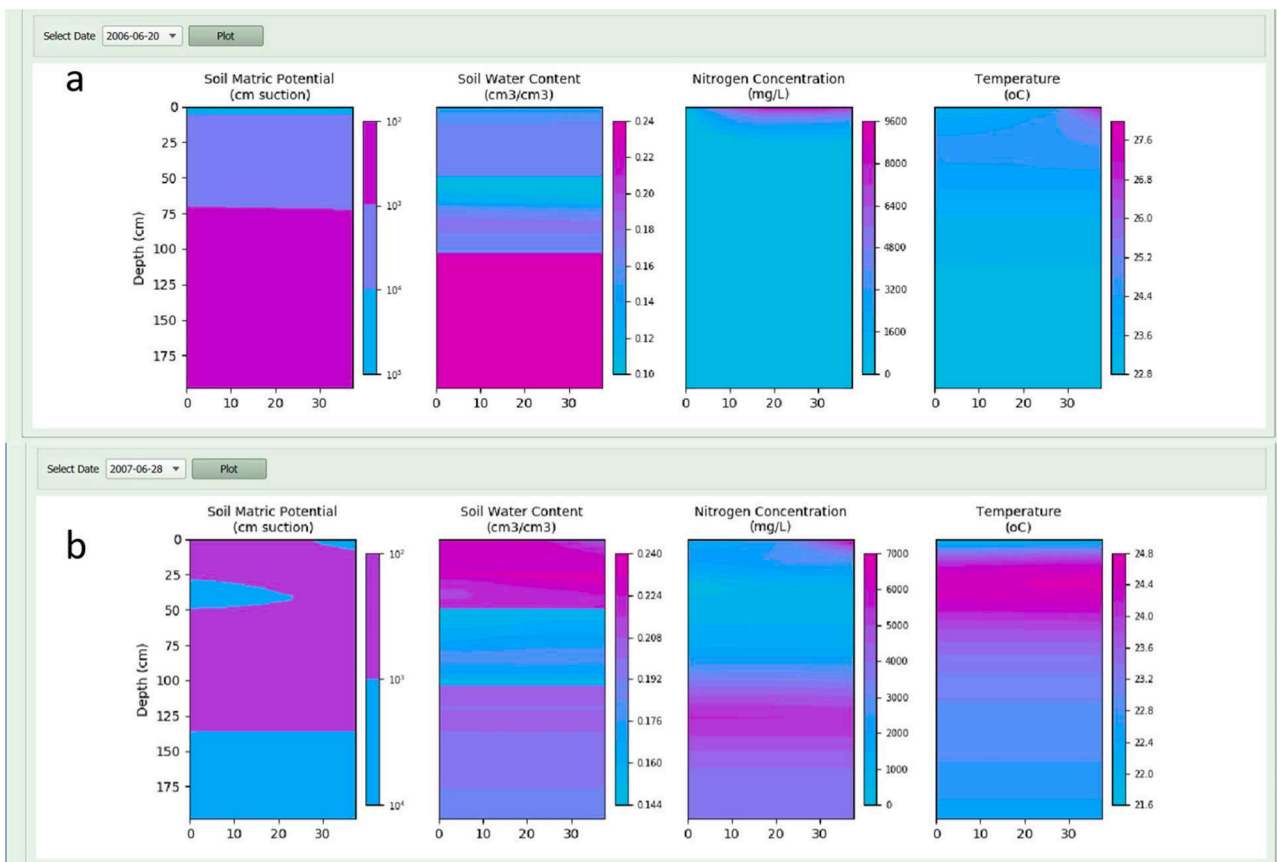 Select Date 2006-06-20 Plot
a
Soil Matric Potential
(cm suction)
Soil Water Content
(cm3/cm3)
Nitrogen Concentration
(mg/L)
Temperature
(oC)
Depth (cm)
0
25
50
75
100
125
150
175
0 10 20 30
10²
10³
10⁴
10⁵
0 10 20 30
0.24
0.22
0.20
0.18
0.16
0.14
0.12
0.10
0 10 20 30
9600
8000
6400
4800
3200
1600
0
0 10 20 30
27.6
26.8
26.0
25.2
24.4
23.6
22.8
Select Date 2007-06-28 Plot
b
Soil Matric Potential
(cm suction)
Soil Water Content
(cm3/cm3)
Nitrogen Concentration
(mg/L)
Temperature
(oC)
Depth (cm)
0
25
50
75
100
125
150
175
0 10 20 30
10²
10³
10⁴
0 10 20 30
0.240
0.224
0.208
0.192
0.176
0.160
0.144
0 10 20 30
7000
6000
5000
4000
3000
2000
1000
0
0 10 20 30
24.8
24.4
24.0
23.6
23.2
22.8
22.4
22.0
21.6